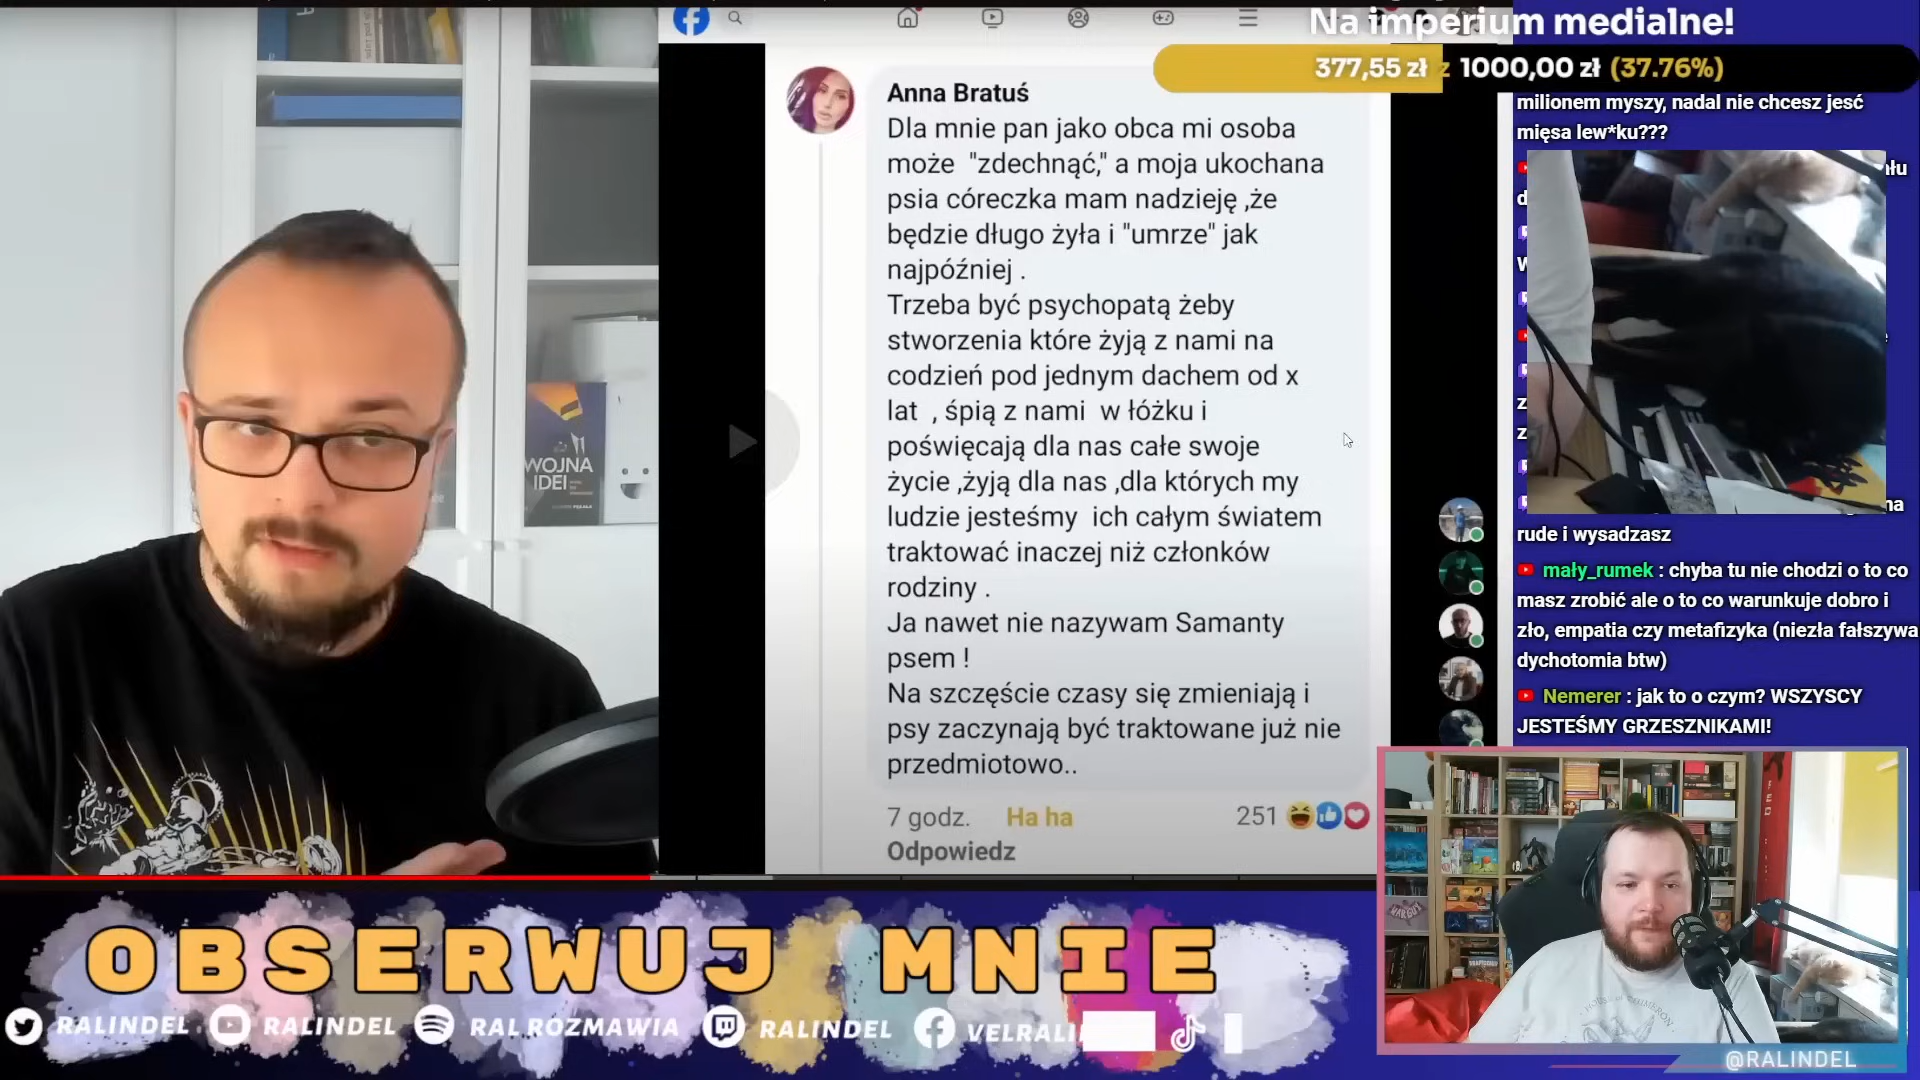 Na imperium medialne!
377,55 zł z 1000,00 zł (37.76%)
Anna Bratuś
Dla mnie pan jako obca mi osoba
może "zdechnąć," a moja ukochana
psia córeczka mam nadzieję ,że
będzie długo żyła i "umrze" jak
najpóźniej .
Trzeba być psychopatą żeby
stworzenia które żyją z nami na
codzień pod jednym dachem od x
lat , śpią z nami w łóżku i
poświęcają dla nas całe swoje
życie ,żyją dla nas ,dla których my
ludzie jesteśmy ich całym światem
traktować inaczej niż członków
rodziny .
Ja nawet nie nazywam Samanty
psem !
Na szczęście czasy się zmieniają i
psy zaczynają być traktowane już nie
przedmiotowo..
7 godz. Ha ha 251
Odpowiedz
WOJNA
IDEI
milionem myszy, nadal nie chcesz jeść
mięsa lew*ku???
rude i wysadzasz
mały_rumek : chyba tu nie chodzi o to co
masz zrobić ale o to co warunkuje dobro i
zło, empatia czy metafizyka (niezła fałszywa
dychotomia btw)
Nemerer : jak to o czym? WSZYSCY
JESTEŚMY GRZESZNIKAMI!
OBSERWUJ MNIE
RALINDEL RALINDEL RAL ROZMAWIA RALINDEL VELRALI
@RALINDEL